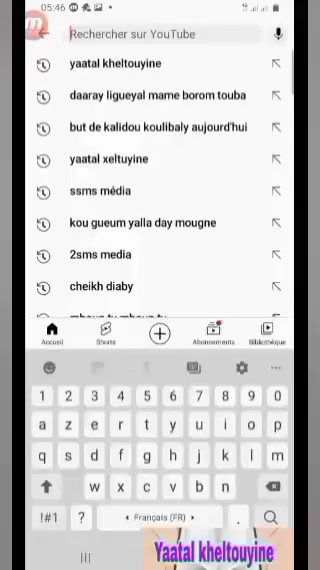 05:46
Rechercher sur YouTube
yaatal kheltouyine
daaray ligueyal mame borom touba
but de kalidou koulibaly aujourd'hui
yaatal xeltuyine
ssms média
kou gueum yalla day mougne
2sms media
cheikh diaby
Accueil
Shorts
Abonnements
Bibliothèque
1 2 3 4 5 6 7 8 9 0
a z e r t y u i o p
q s d f g h j k l m
w x c v b n
!#1 ? Français (FR) .
Yaatal kheltouyine